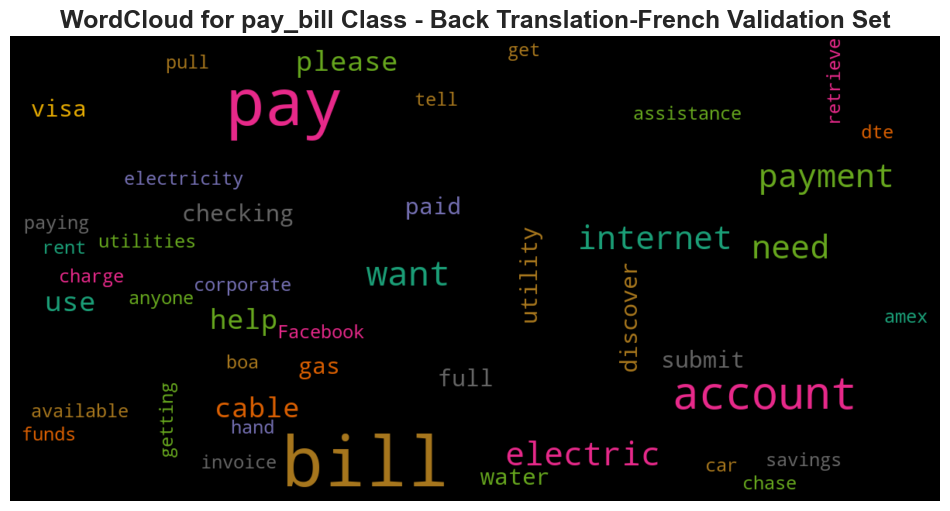 WordCloud for pay_bill Class - Back Translation-French Validation Set
get
please
pull
retrieve
tell
visa
pay
assistance
dte
payment
electricity
paid
checking
paying
internet
need
rent
utilities
utility
want
charge
corporate
anyone
use
discover
help
Facebook
amex
boa
gas
submit
full
account
available
cable
getting
hand
funds
bill
electric
invoice
water
car
savings
chase